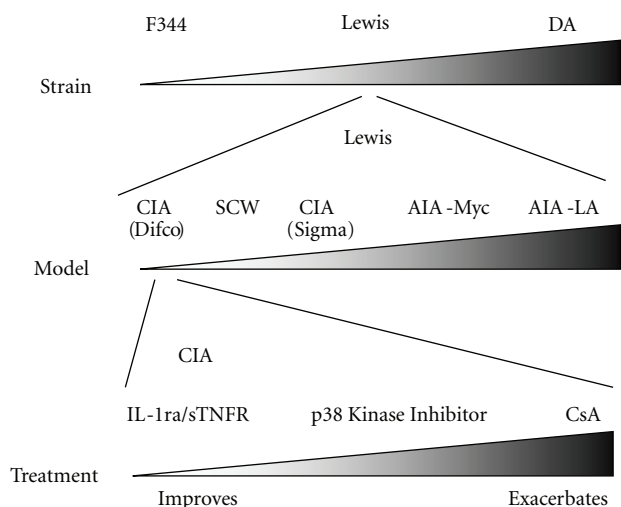 F344 Lewis DA
Strain
Lewis
CIA SCW CIA AIA -Myc AIA -LA
(Difco) (Sigma)
Model
CIA
IL-1ra/sTNFR p38 Kinase Inhibitor CsA
Treatment
Improves Exacerbates